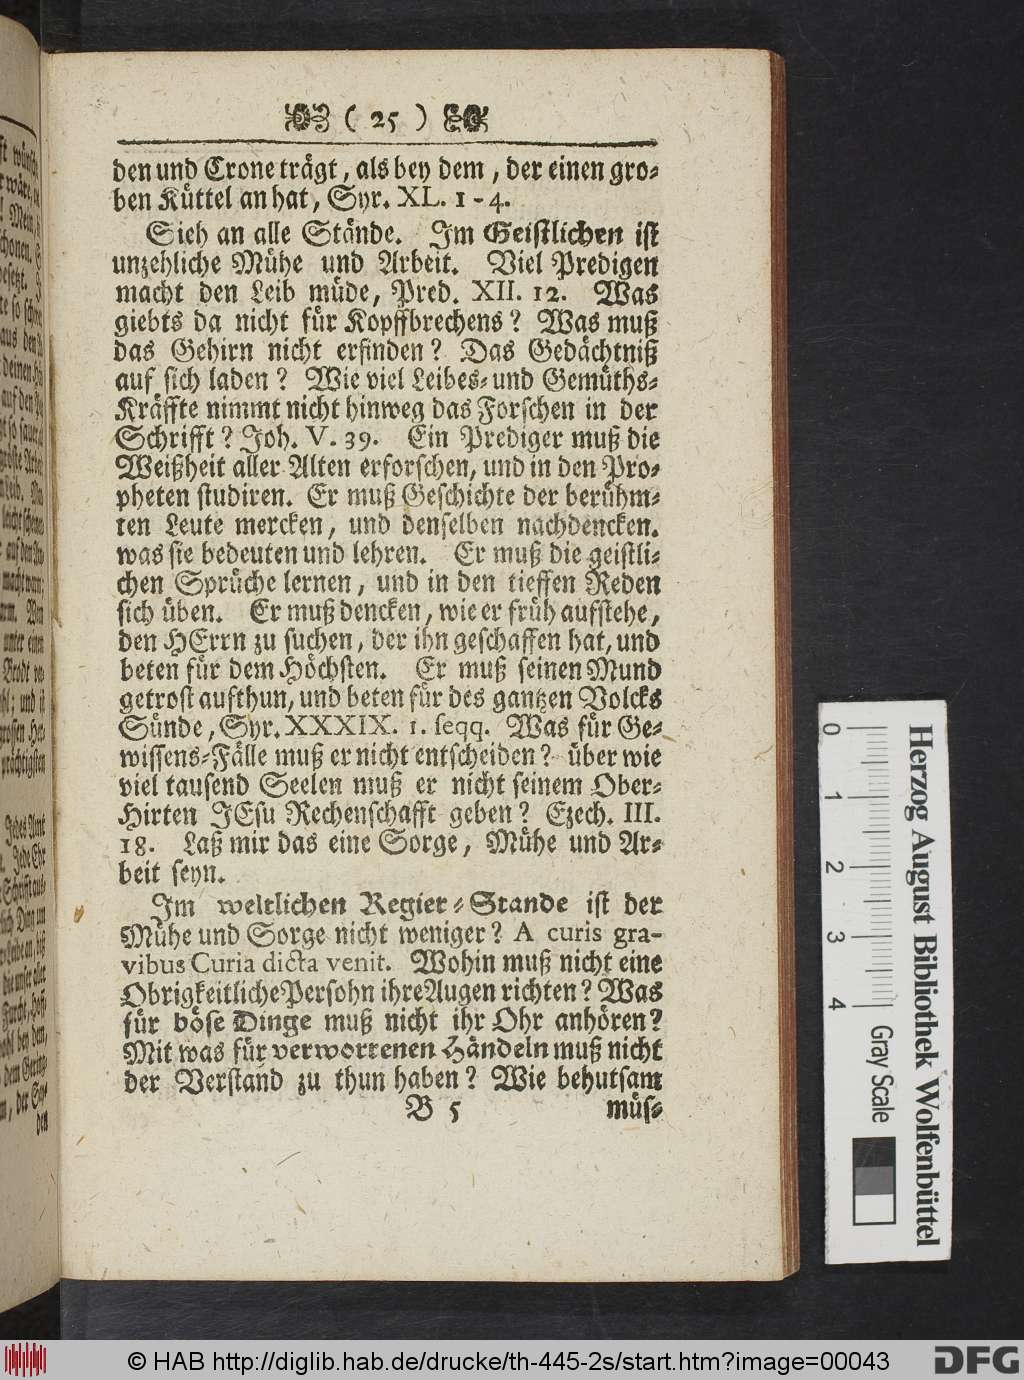 ( 25 )
den und Crone trägt, als bey dem, der einen gro-
ben Küttel an hat, Syr. XL. 1-4.
Sieh an alle Stände. Im Geistlichen ist
unzehliche Mühe und Arbeit. Viel Predigen
macht den Leib müde, Pred. XII. 12. Was
giebts da nicht für Kopffbrechens? Was muß
das Gehirn nicht erfinden? Das Gedächtniß
auf sich laden? Wie viel Leibes- und Gemüths-
Kräffte nimmt nicht hinweg das Forschen in der
Schrifft? Joh. V. 39. Ein Prediger muß die
Weißheit aller Alten erforschen, und in den Pro-
pheten studiren. Er muß Geschichte der berühm-
ten Leute mercken, und denselben nachdencken.
was sie bedeuten und lehren. Er muß die geistli-
chen Sprüche lernen, und in den tieffen Reden
sich üben. Er muß dencken, wie er früh aufstehe,
den HErrn zu suchen, der ihn geschaffen hat, und
beten für dem Höchsten. Er muß seinen Mund
getrost aufthun, und beten für des gantzen Volcks
Sünde, Syr. XXXIX. 1. seqq. Was für Ge-
wissens-Fälle muß er nicht entscheiden? über wie
viel tausend Seelen muß er nicht seinem Ober-
Hirten JEsu Rechenschafft geben? Ezech. III.
18. Laß mir das eine Sorge, Mühe und Ar-
beit seyn.
Im weltlichen Regier-Stande ist der
Mühe und Sorge nicht weniger? A curis gra-
vibus Curia dicta venit. Wohin muß nicht eine
Obrigkeitliche Persohn ihre Augen richten? Was
für böse Dinge muß nicht ihr Ohr anhören?
Mit was für verworrenen Händeln muß nicht
der Verstand zu thun haben? Wie behutsam
B 5 müs-
Herzog August Bibliothek Wolfenbüttel
0 1 2 3 4 Gray Scale
© HAB http://diglib.hab.de/drucke/th-445-2s/start.htm?image=00043
DFG